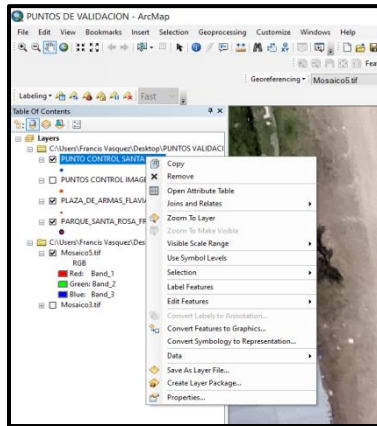 PUNTOS DE VALIDACION - ArcMap
File Edit View Bookmarks Insert Selection Geoprocessing Customize Windows Help
Georeferencing Mosaico5.tif
Labeling Fast
Table Of Contents
Layers
C:\Users\Francis Vasquez\Desktop\PUNTOS VALIDACI
PUNTO CONTROL SANTA
PUNTOS CONTROL IMAGE
PLAZA_DE_ARMAS_FLAVI
PARQUE_SANTA_ROSA_FR
C:\Users\Francis Vasquez\Des
Mosaico5.tif
RGB
Red: Band_1
Green: Band_2
Blue: Band_3
Mosaico3.tif
Copy
Remove
Open Attribute Table
Joins and Relates
Zoom To Layer
Zoom To Make Visible
Visible Scale Range
Use Symbol Levels
Selection
Label Features
Edit Features
Convert Labels to Annotation...
Convert Features to Graphics...
Convert Symbology to Representation...
Data
Save As Layer File...
Create Layer Package...
Properties...